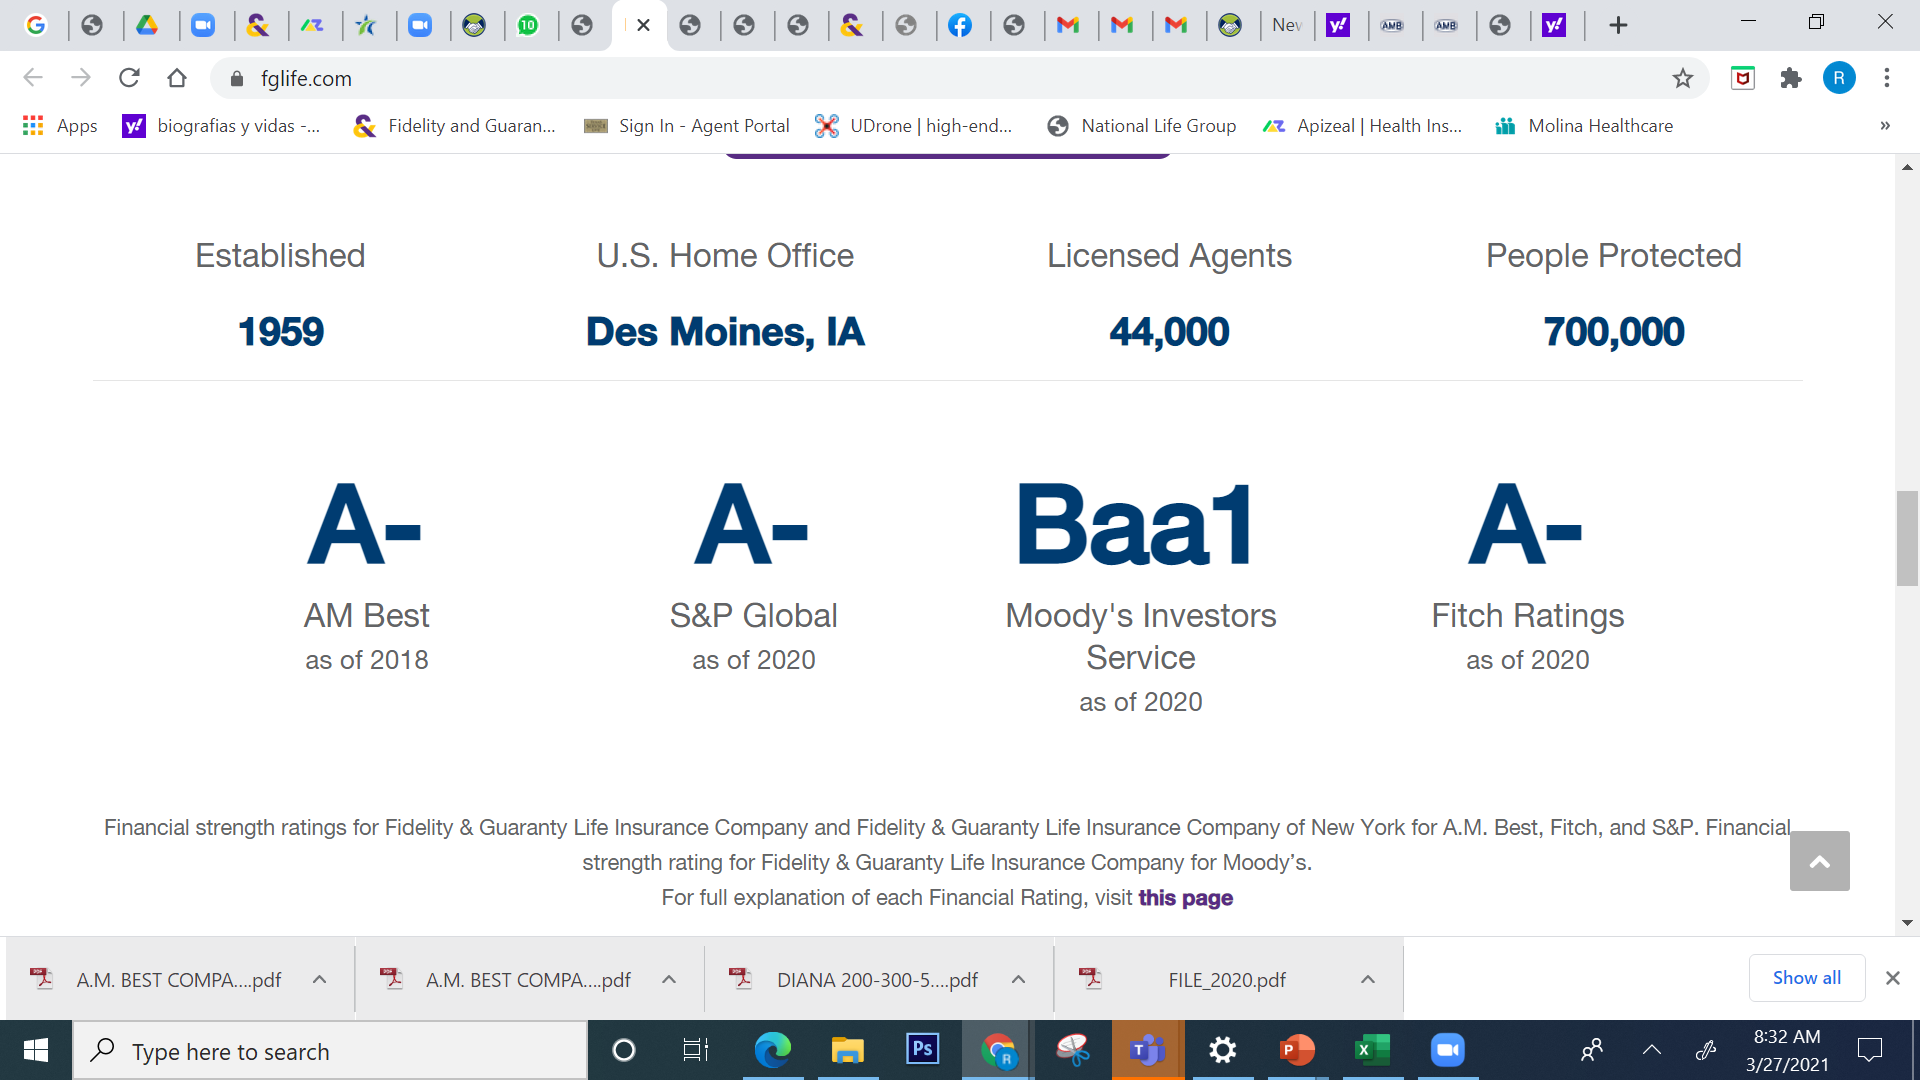 10
New
fglife.com
R
Apps
biografias y vidas -...
Fidelity and Guaran...
Sign In - Agent Portal
UDrone | high-end...
National Life Group
Apizeal | Health Ins...
Molina Healthcare
»
Established
U.S. Home Office
Licensed Agents
People Protected
1959
Des Moines, IA
44,000
700,000
A-
A-
Baa1
A-
AM Best
as of 2018
S&P Global
as of 2020
Moody's Investors
Service
as of 2020
Fitch Ratings
as of 2020
Financial strength ratings for Fidelity & Guaranty Life Insurance Company and Fidelity & Guaranty Life Insurance Company of New York for A.M. Best, Fitch, and S&P. Financial
strength rating for Fidelity & Guaranty Life Insurance Company for Moody’s.
For full explanation of each Financial Rating, visit this page
A.M. BEST COMPA....pdf
A.M. BEST COMPA....pdf
DIANA 200-300-5....pdf
FILE_2020.pdf
Show all
Type here to search
Ps
R
8:32 AM
3/27/2021